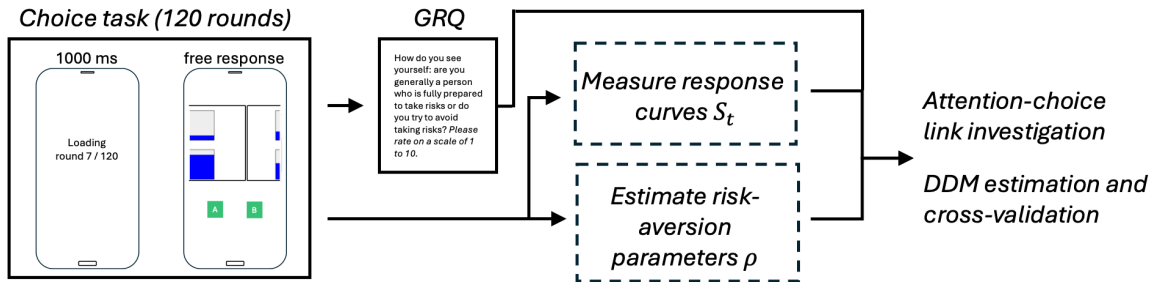 Choice task (120 rounds)
1000 ms
free response
Loading
round 7 / 120
A
B
GRQ
How do you see
yourself: are you
generally a person
who is fully prepared
to take risks or do
you try to avoid
taking risks? Please
rate on a scale of 1
to 10.
Measure response
curves S_t
Estimate risk-
aversion
parameters ρ
Attention-choice
link investigation
DDM estimation and
cross-validation